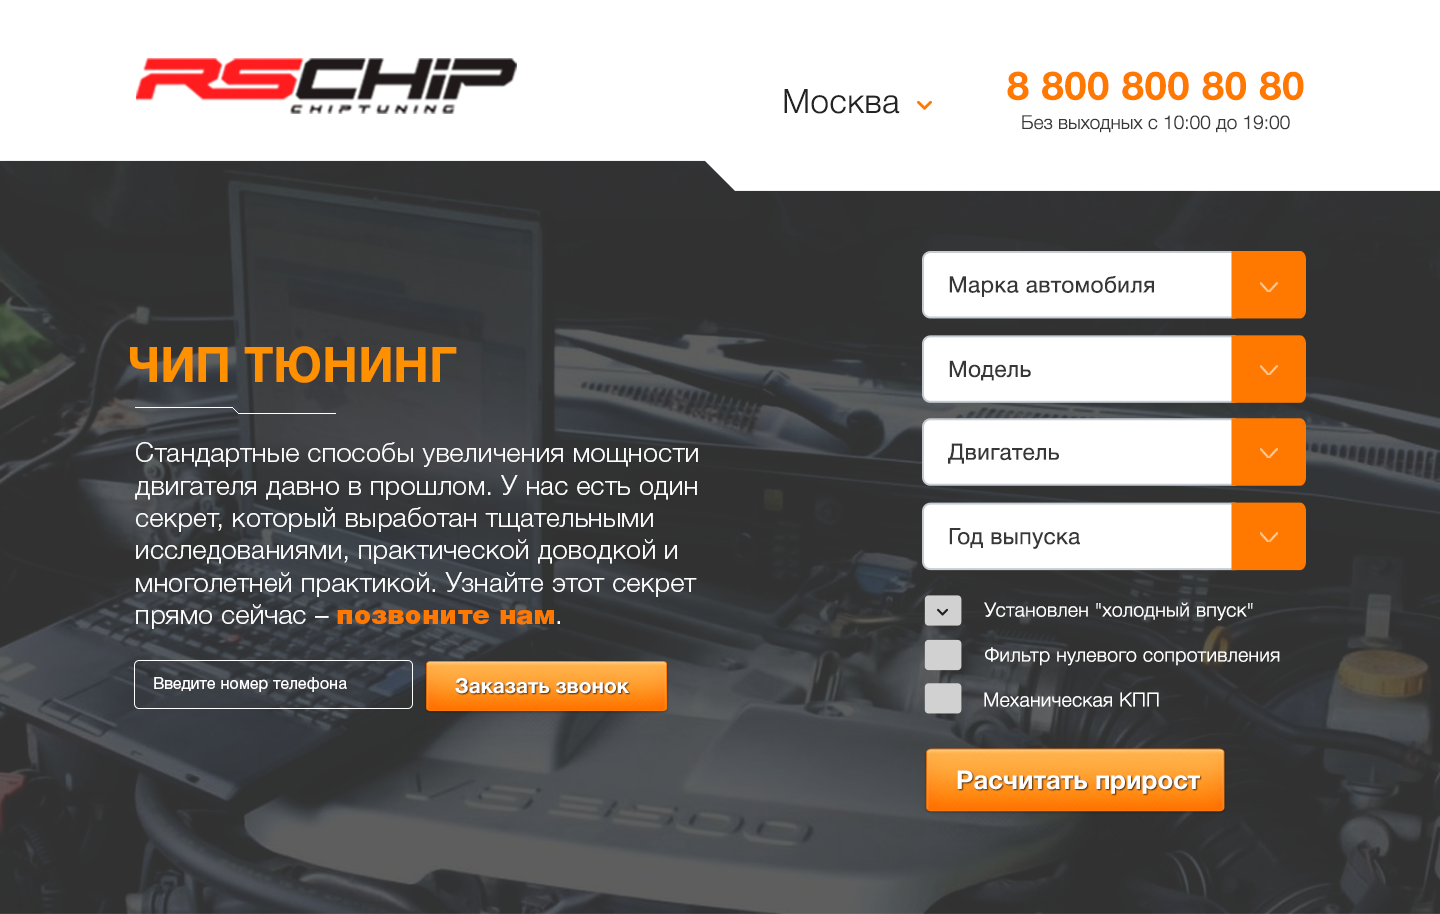 RSCHIP
CHIPTUNING
Москва
8 800 800 80 80
Без выходных с 10:00 до 19:00
ЧИП ТЮНИНГ
Стандартные способы увеличения мощности
двигателя давно в прошлом. У нас есть один
секрет, который выработан тщательными
исследованиями, практической доводкой и
многолетней практикой. Узнайте этот секрет
прямо сейчас – позвоните нам.
Введите номер телефона
Заказать звонок
Марка автомобиля
Модель
Двигатель
Год выпуска
Установлен "холодный впуск"
Фильтр нулевого сопротивления
Механическая КПП
Расчитать прирост